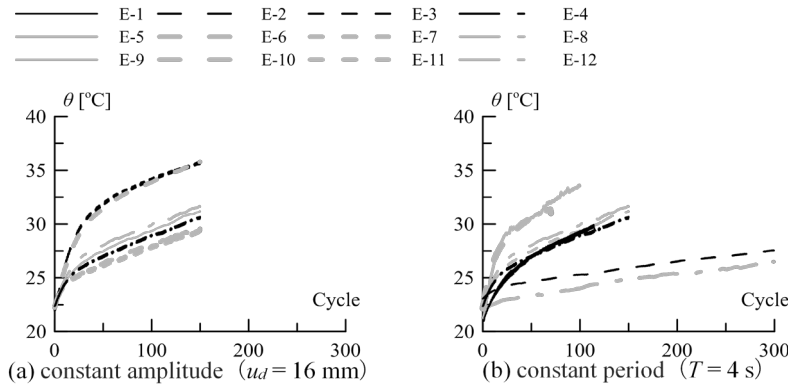 E-1 E-2 E-3 E-4
E-5 E-6 E-7 E-8
E-9 E-10 E-11 E-12
θ [ºC] θ [ºC]
40 40
35 35
30 30
25 25
Cycle Cycle
20 20
0 100 200 300 0 100 200 300
(a) constant amplitude (u_d = 16 mm) (b) constant period (T = 4 s)